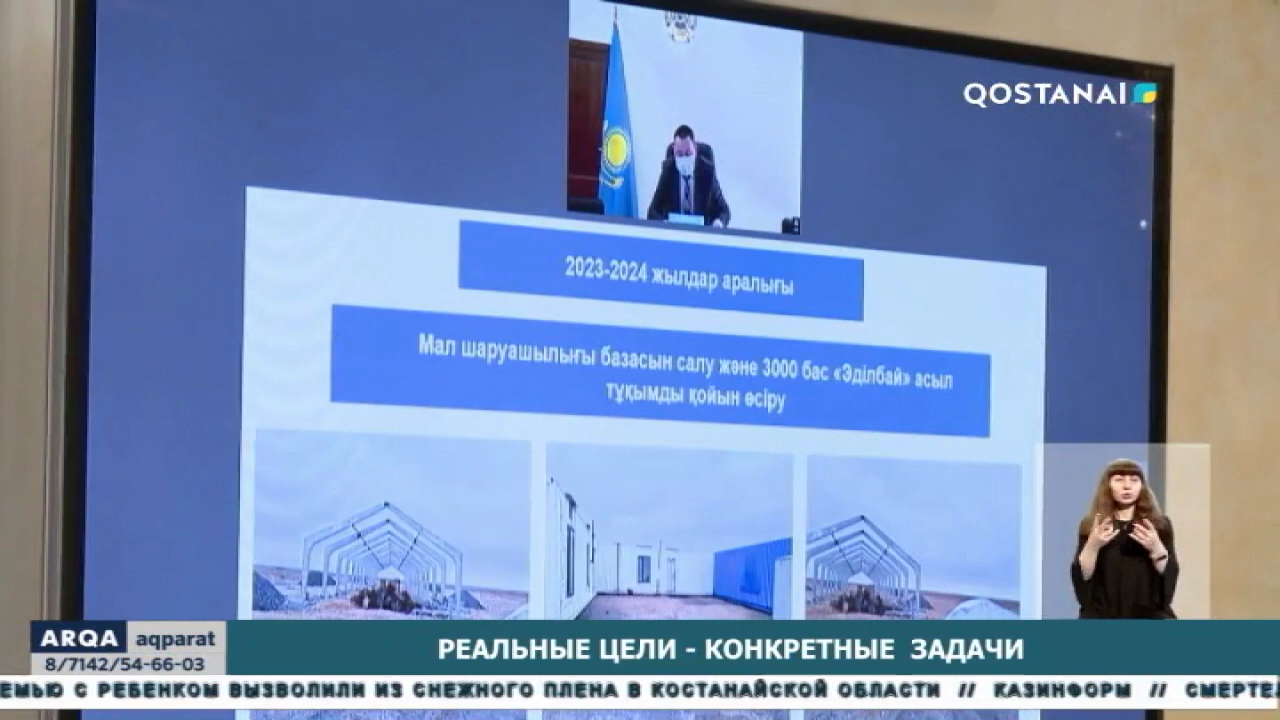 QOSTANAI
2023-2024 жылдар аралығы
Мал шаруашылығы базасын салу және 3000 бас «Эділбай» асыл
тұқымды қойын өсіру
ARQA aqparat
8/7142/54-66-03
РЕАЛЬНЫЕ ЦЕЛИ - КОНКРЕТНЫЕ ЗАДАЧИ
ЕМЬЮ С РЕБЕНКОМ ВЫЗВОЛИЛИ ИЗ СНЕЖНОГО ПЛЕНА В КОСТАНАЙСКОЙ ОБЛАСТИ // КАЗИНФОРМ // СМЕРТЕ